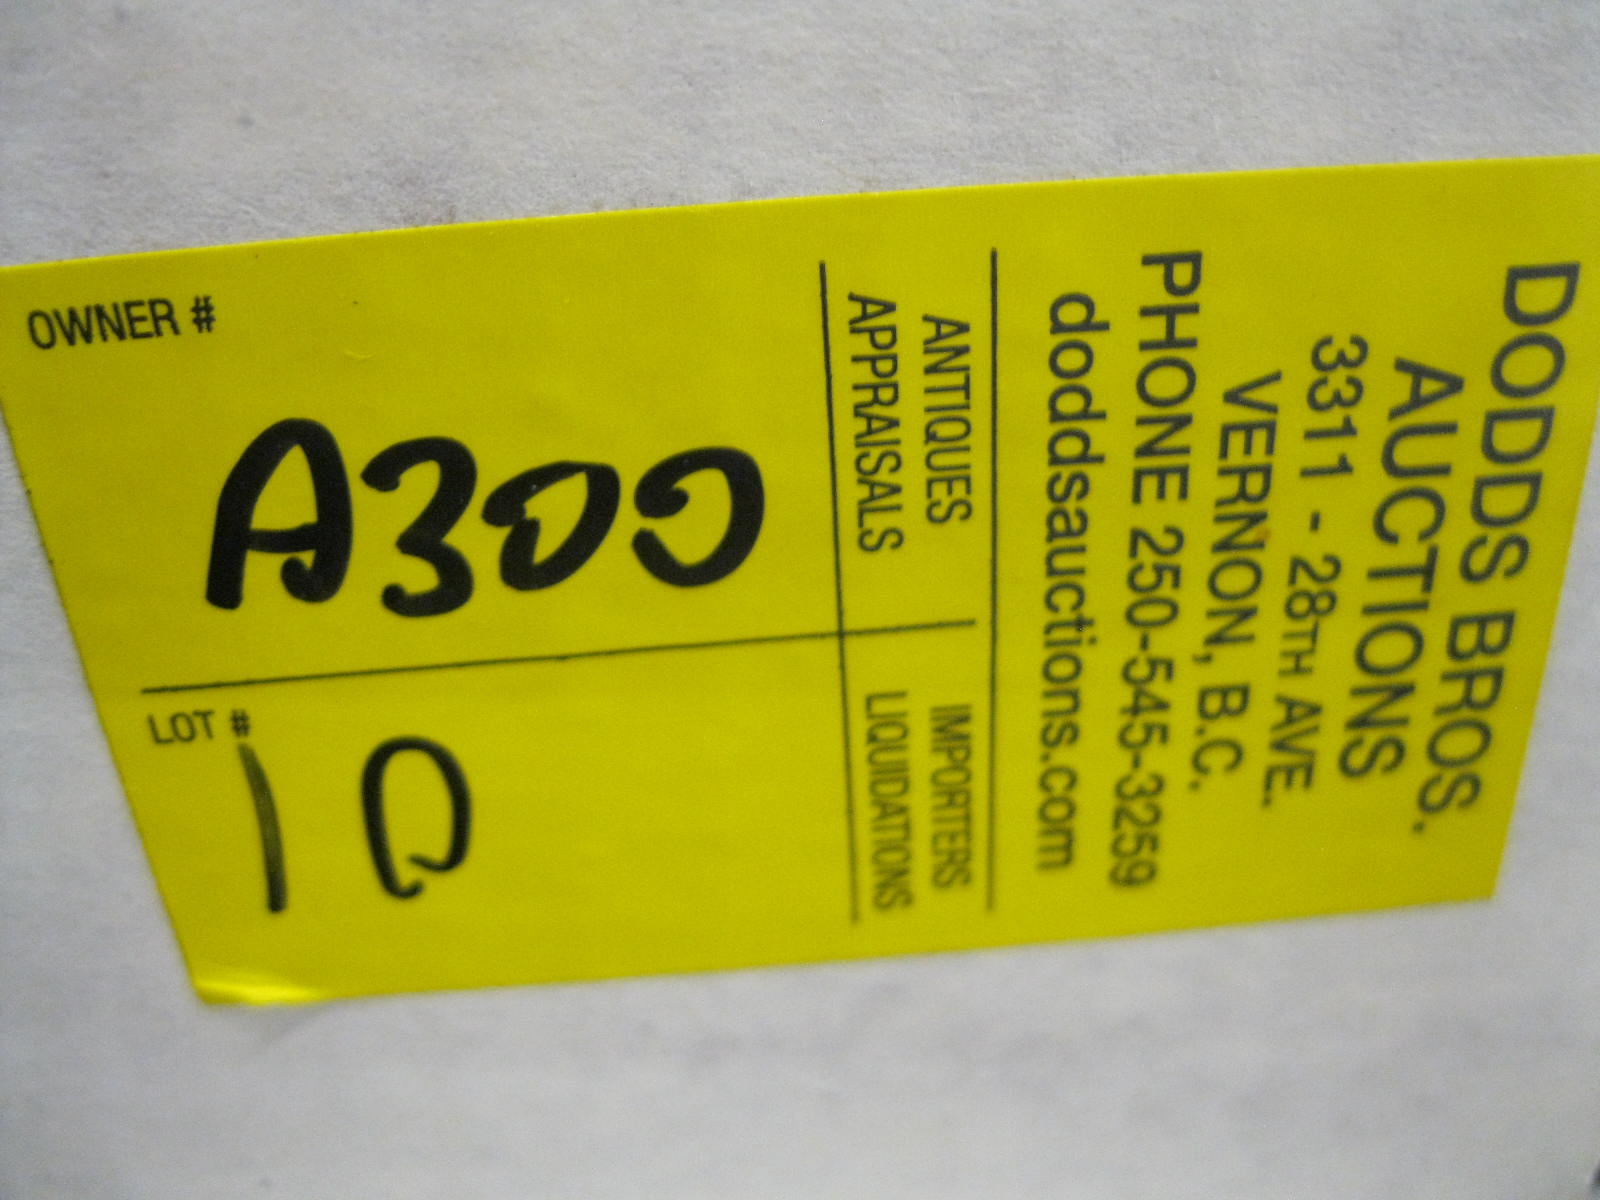 DODDS BROS.
AUCTIONS
3311 - 28TH AVE.
VERNON, B.C.
PHONE 250-545-3259
doddsauctions.com
ANTIQUES
APPRAISALS
IMPORTERS
LIQUIDATIONS
OWNER #
A300
LOT #
10